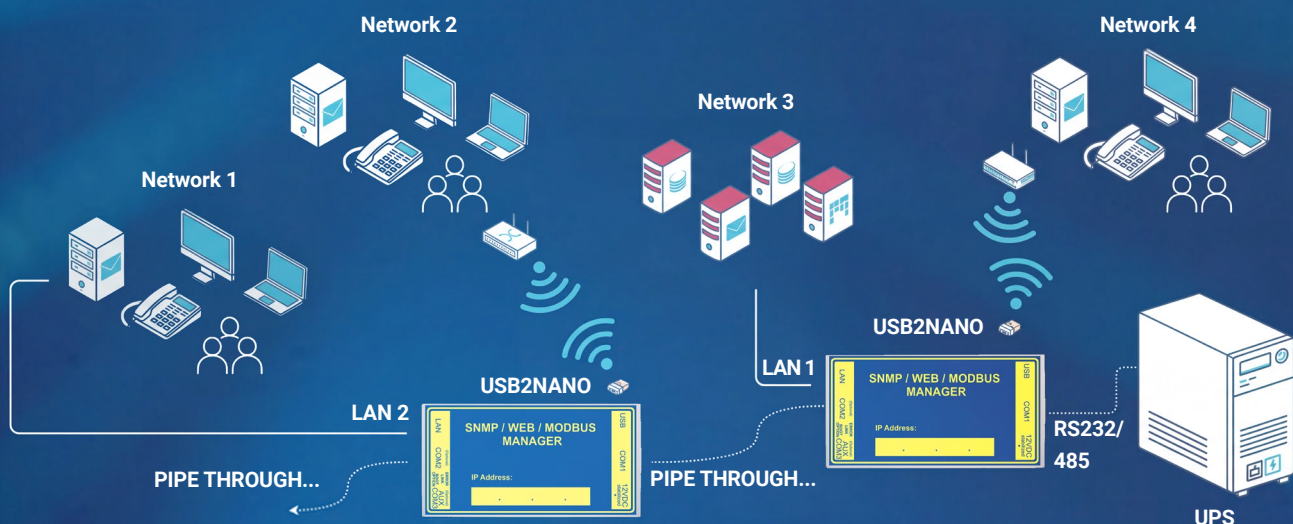 Network 2
Network 4
Network 3
Network 1
USB2NANO
LAN 1
USB2NANO
LAN 2
SNMP / WEB / MODBUS
MANAGER
IP Address:
. . .
LAN
COM2
AUX
COM3
USB
COM1
12VDC
RS232/
485
SNMP / WEB / MODBUS
MANAGER
IP Address:
. . .
LAN
COM2
AUX
COM3
USB
COM1
12VDC
PIPE THROUGH...
PIPE THROUGH...
UPS